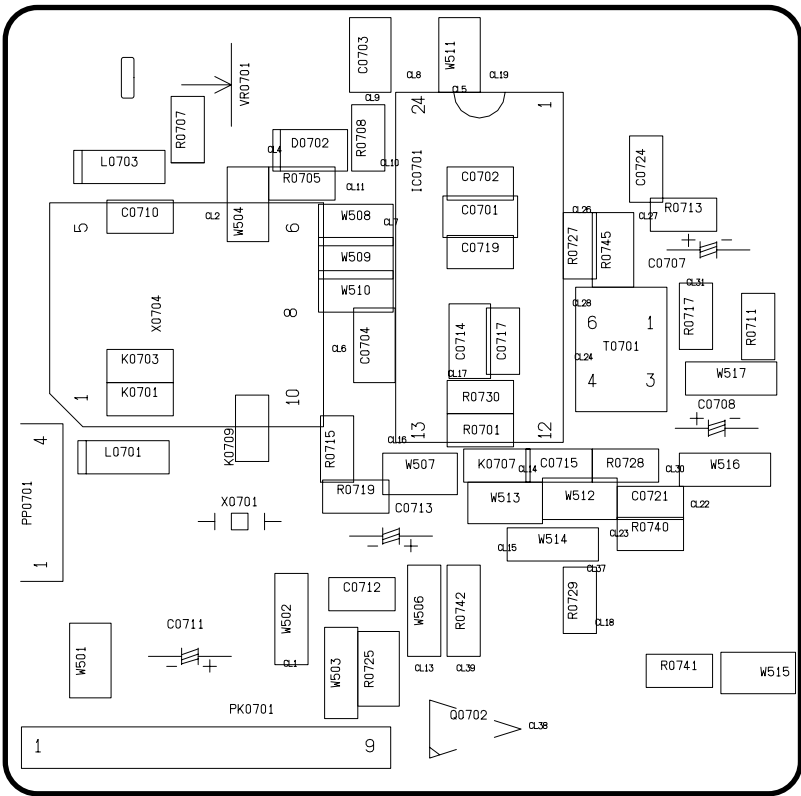 C0703
W511
CL8
CL19
CL5
VR0701
CL9
24
1
R0707
R0708
D0702
CL4
L0703
CL10
IC0701
C0724
R0705
CL11
C0702
C0710
CL2
W504
W508
CL7
C0701
CL26
CL27
R0713
5
6
R0727
R0745
+ -
W509
C0719
C0707
W510
CL31
CL28
X0704
8
CL6
C0704
C0714
C0717
6
1
T0701
R0717
R0711
K0703
CL24
CL17
W517
4
3
K0701
1
10
R0730
C0708
+ -
13
R0701
12
4
CL16
L0701
K0709
R0715
W507
K0707
CL14
C0715
R0728
CL30
W516
PP0701
X0701
R0719
C0713
W513
W512
C0721
CL22
- +
CL15
W514
CL23
R0740
1
CL37
C0712
W506
R0742
R0729
W502
CL18
C0711
- +
W501
CL1
W503
R0725
CL13
CL39
R0741
W515
PK0701
Q0702
CL38
1
9